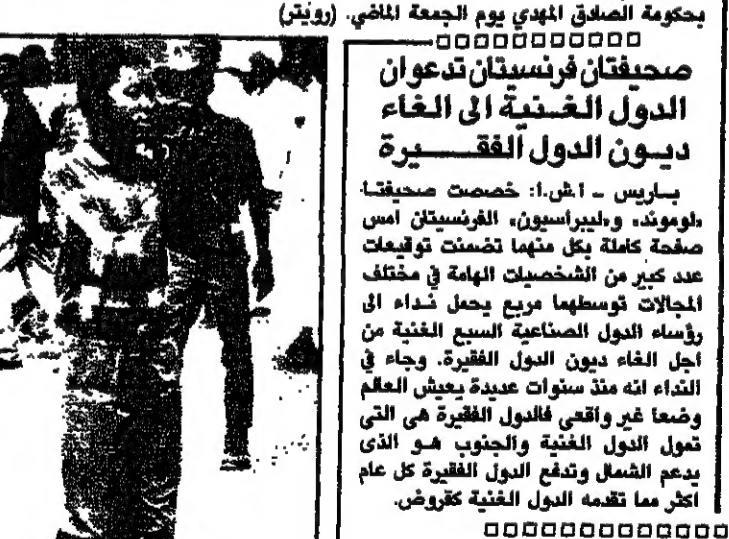 بحكومة الصادق المهدي يوم الجمعة الماضي. (رويتر)
صحيفتان فرنسيتان تدعوان
الدول الغنية الى الغاء
ديون الدول الفقيرة
باريس - أ.ش.ا: خصصت صحيفتا
«لوموند» و«ليبراسيون» الفرنسيتان امس
صفحة كاملة بكل منهما تضمنت توقيعات
عدد كبير من الشخصيات الهامة في مختلف
المجالات توسطهما مربع يحمل نداء الى
رؤساء الدول الصناعية السبع الغنية من
اجل الغاء ديون الدول الفقيرة. وجاء في
النداء انه منذ سنوات عديدة يعيش العالم
وضعا غير واقعي فالدول الفقيرة هى التى
تمول الدول الغنية والجنوب هو الذى
يدعم الشمال وتدفع الدول الفقيرة كل عام
اكثر مما تقدمه الدول الغنية كقروض.